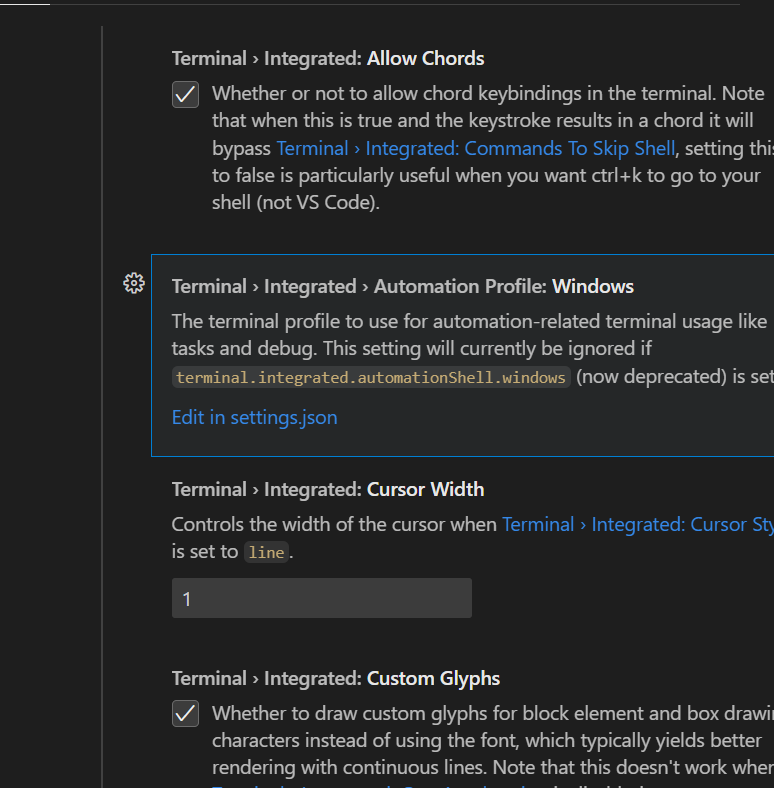 Terminal › Integrated: Allow Chords
Whether or not to allow chord keybindings in the terminal. Note
that when this is true and the keystroke results in a chord it will
bypass Terminal › Integrated: Commands To Skip Shell, setting this
to false is particularly useful when you want ctrl+k to go to your
shell (not VS Code).
Terminal › Integrated › Automation Profile: Windows
The terminal profile to use for automation-related terminal usage like
tasks and debug. This setting will currently be ignored if
terminal.integrated.automationShell.windows (now deprecated) is set
Edit in settings.json
Terminal › Integrated: Cursor Width
Controls the width of the cursor when Terminal › Integrated: Cursor Sty
is set to line.
1
Terminal › Integrated: Custom Glyphs
Whether to draw custom glyphs for block element and box drawi
characters instead of using the font, which typically yields better
rendering with continuous lines. Note that this doesn't work when